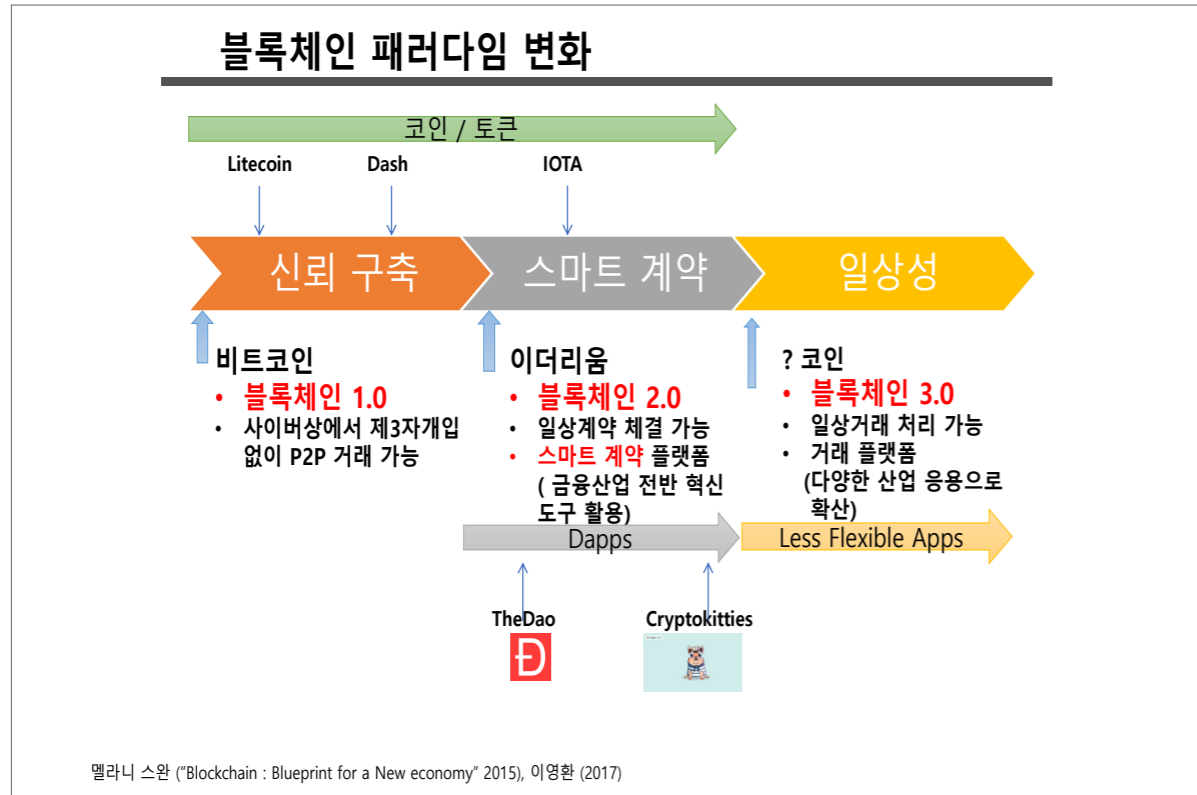 블록체인 패러다임 변화
코인 / 토큰
Litecoin
Dash
IOTA
신뢰 구축
스마트 계약
일상성
비트코인
• 블록체인 1.0
• 사이버상에서 제3자개입
없이 P2P 거래 가능
이더리움
• 블록체인 2.0
• 일상계약 체결 가능
• 스마트 계약 플랫폼
( 금융산업 전반 혁신
도구 활용)
? 코인
• 블록체인 3.0
• 일상거래 처리 가능
• 거래 플랫폼
(다양한 산업 응용으로
확산)
Dapps
Less Flexible Apps
TheDao
Cryptokitties
Đ
멜라니 스완 ("Blockchain : Blueprint for a New economy" 2015), 이영환 (2017)